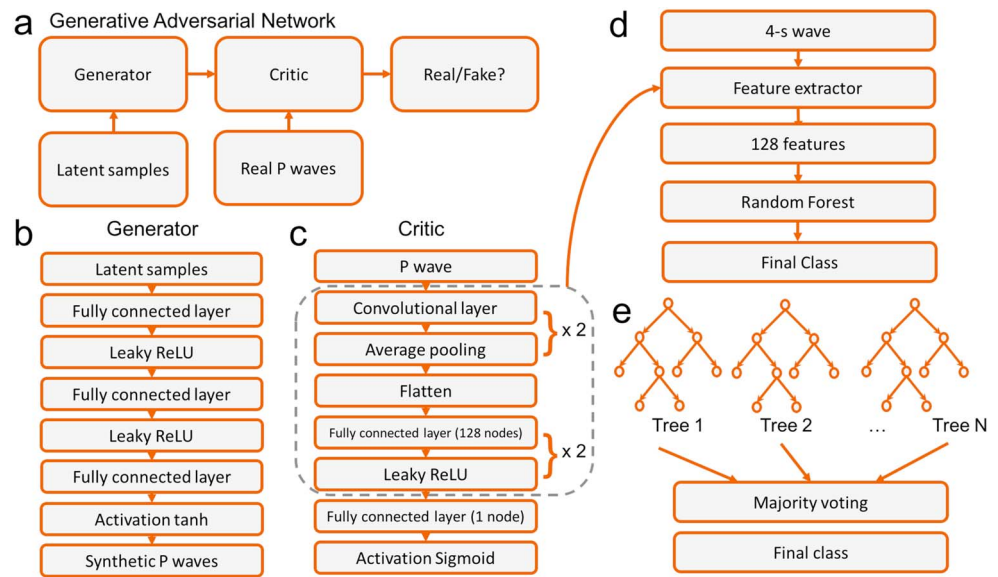 a
Generative Adversarial Network
Generator
Critic
Real/Fake?
Latent samples
Real P waves
b
Generator
Latent samples
Fully connected layer
Leaky ReLU
Fully connected layer
Leaky ReLU
Fully connected layer
Activation tanh
Synthetic P waves
c
Critic
P wave
Convolutional layer
Average pooling
x 2
Flatten
Fully connected layer (128 nodes)
Leaky ReLU
x 2
Fully connected layer (1 node)
Activation Sigmoid
d
4-s wave
Feature extractor
128 features
Random Forest
Final Class
e
Tree 1
Tree 2
...
Tree N
Majority voting
Final class